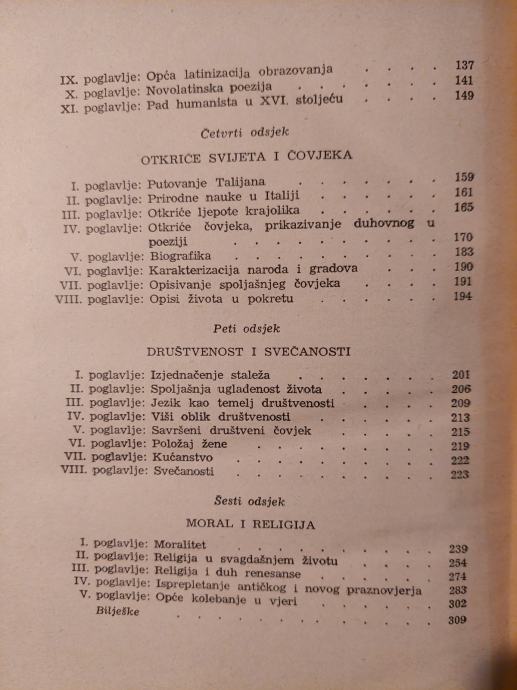 IX. poglavlje: Opća latinizacija obrazovanja . . . . 137
X. poglavlje: Novolatinska poezija . . . . . . 141
XI. poglavlje: Pad humanista u XVI. stoljeću . . . . 149
Četvrti odsjek
OTKRIĆE SVIJETA I ČOVJEKA
I. poglavlje: Putovanje Talijana . . . . . . 159
II. poglavlje: Prirodne nauke u Italiji . . . . . 161
III. poglavlje: Otkriće ljepote krajolika . . . . . 165
IV. poglavlje: Otkriće čovjeka, prikazivanje duhovnog u
poeziji . . . . . . . . 170
V. poglavlje: Biografika . . . . . . . . 183
VI. poglavlje: Karakterizacija naroda i gradova . . . 190
VII. poglavlje: Opisivanje spoljašnjeg čovjeka . . . . 191
VIII. poglavlje: Opisi života u pokretu . . . . . 194
Peti odsjek
DRUŠTVENOST I SVEČANOSTI
I. poglavlje: Izjednačenje staleža . . . . . . 201
II. poglavlje: Spoljašnja uglađenost života . . . . 206
III. poglavlje: Jezik kao temelj društvenosti . . . . 209
IV. poglavlje: Viši oblik društvenosti . . . . . 213
V. poglavlje: Savršeni društveni čovjek . . . . 215
VI. poglavlje: Položaj žene . . . . . . . 219
VII. poglavlje: Kućanstvo . . . . . . . . 222
VIII. poglavlje: Svečanosti . . . . . . . . 223
Šesti odsjek
MORAL I RELIGIJA
I. poglavlje: Moralitet . . . . . . . . 239
II. poglavlje: Religija u svagdašnjem životu . . . . 254
III. poglavlje: Religija i duh renesanse . . . . . 274
IV. poglavlje: Isprepletanje antičkog i novog praznovjerja 283
V. poglavlje: Opće kolebanje u vjeri . . . . . 302
Bilješke . . . . . . . . . 309